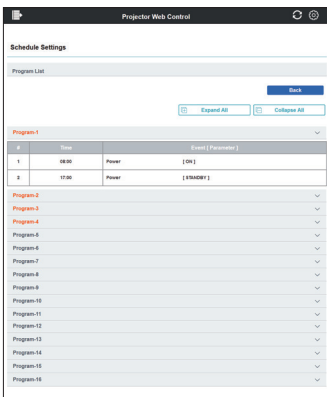 Projector Web Control
Schedule Settings
Program List
Back
Expand All Collapse All
Program-1
# Time Event [ Parameter ]
1 08:00 Power [ ON ]
2 17:00 Power [ STANDBY ]
Program-2
Program-3
Program-4
Program-5
Program-6
Program-7
Program-8
Program-9
Program-10
Program-11
Program-12
Program-13
Program-14
Program-15
Program-16